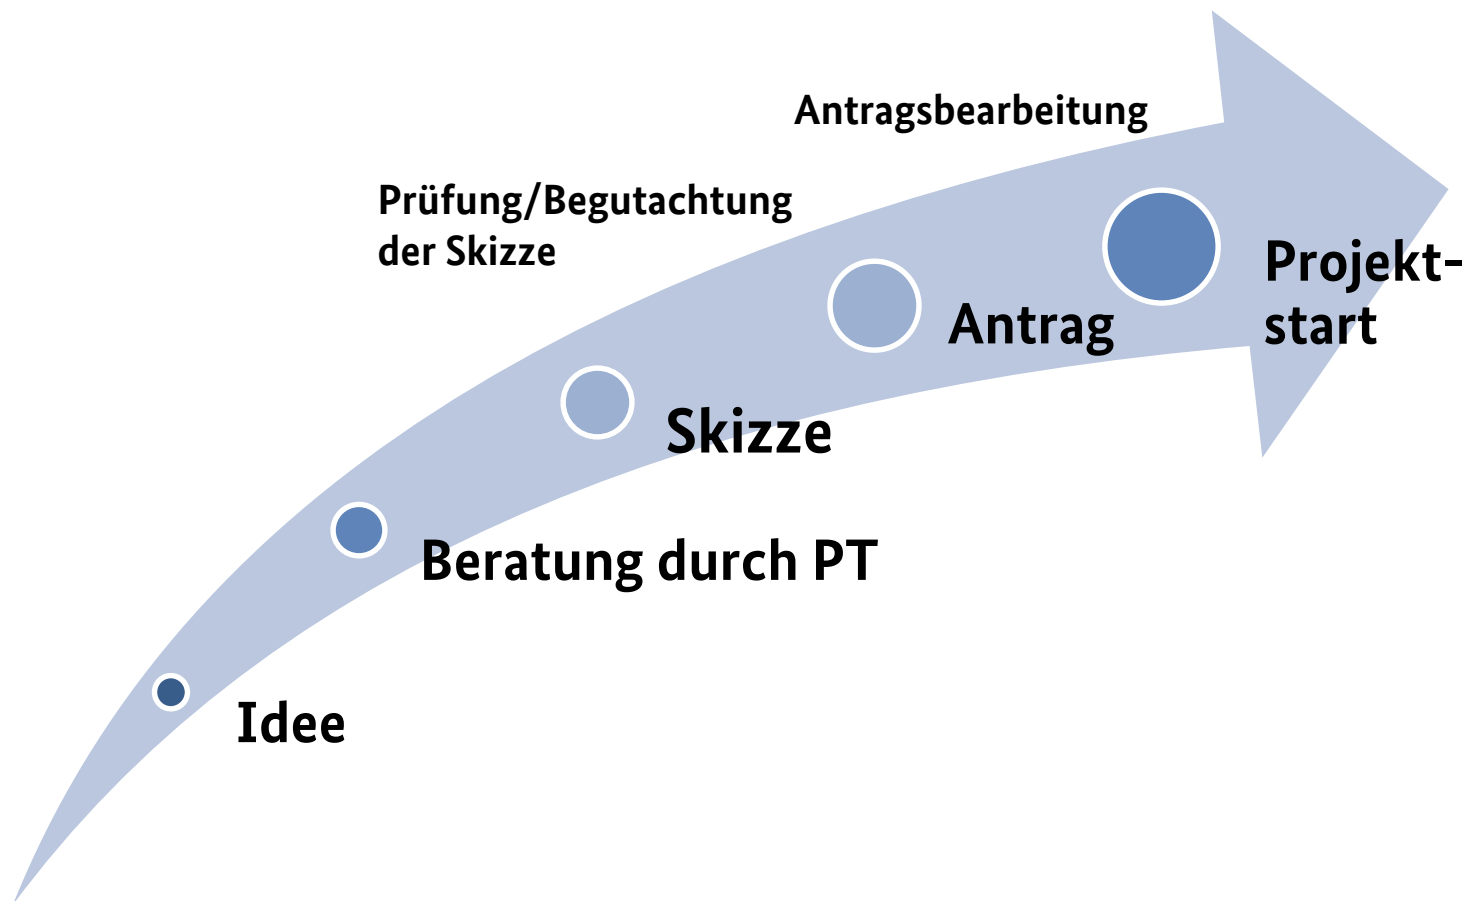 Antragsbearbeitung
Prüfung/Begutachtung
der Skizze
Projekt-
start
Antrag
Skizze
Beratung durch PT
Idee